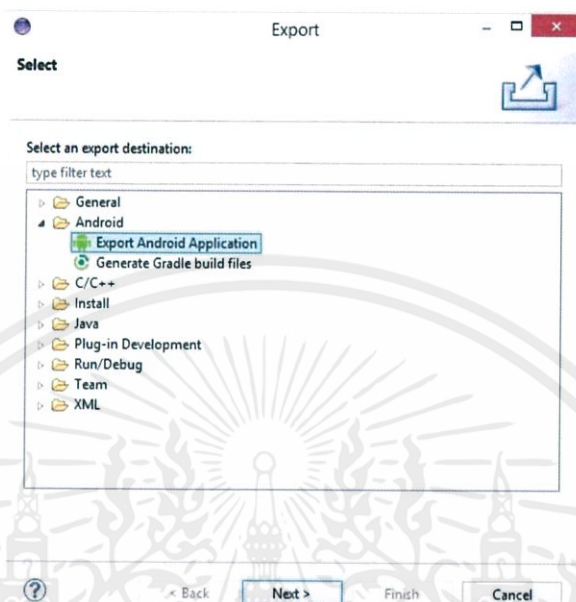 Export
Select
Select an export destination:
type filter text
General
Android
Export Android Application
Generate Gradle build files
C/C++
Install
Java
Plug-in Development
Run/Debug
Team
XML
?
< Back
Next >
Finish
Cancel